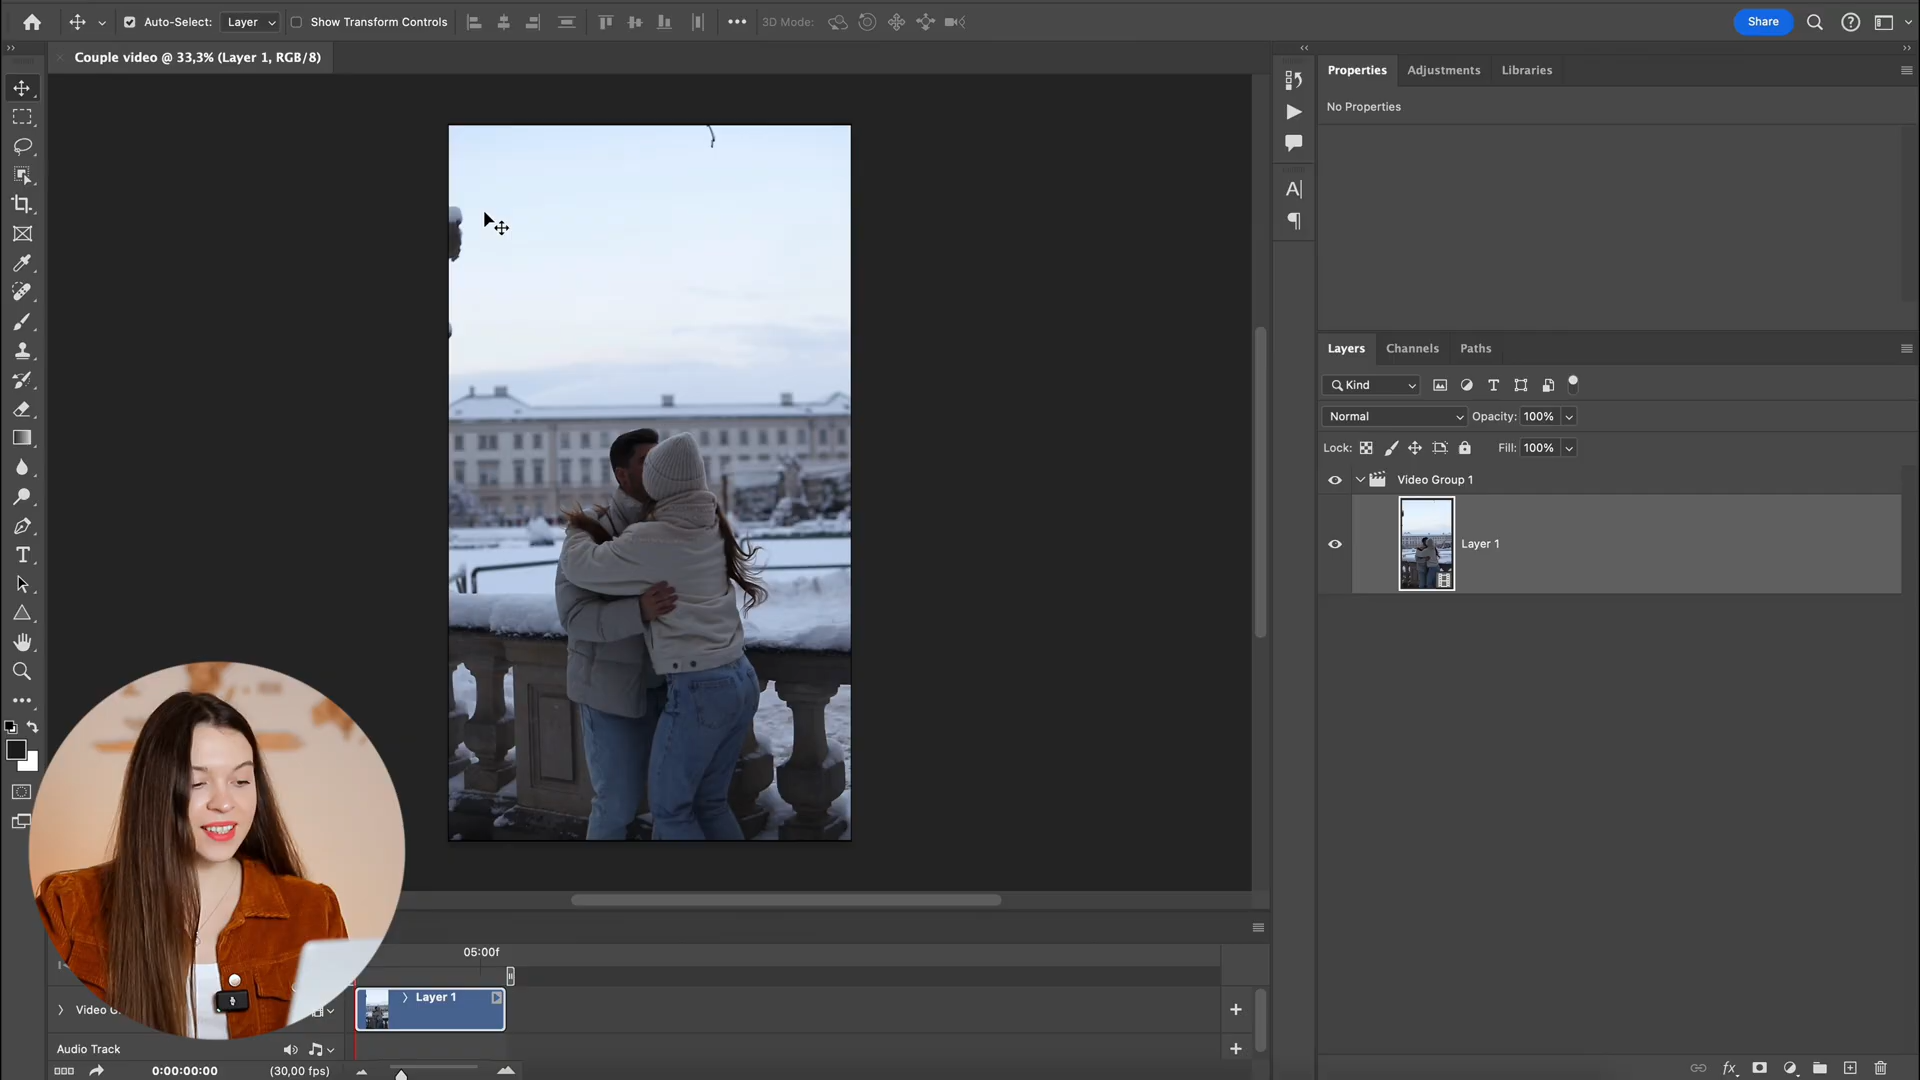 Auto-Select:
Layer
Show Transform Controls
3D Mode:
Share
Couple video @ 33,3% (Layer 1, RGB/8)
Properties
Adjustments
Libraries
No Properties
Layers
Channels
Paths
Kind
Normal
Opacity: 100%
Lock:
Fill: 100%
Video Group 1
Layer 1
05:00f
Layer 1
Video G
Audio Track
0:00:00:00
(30,00 fps)